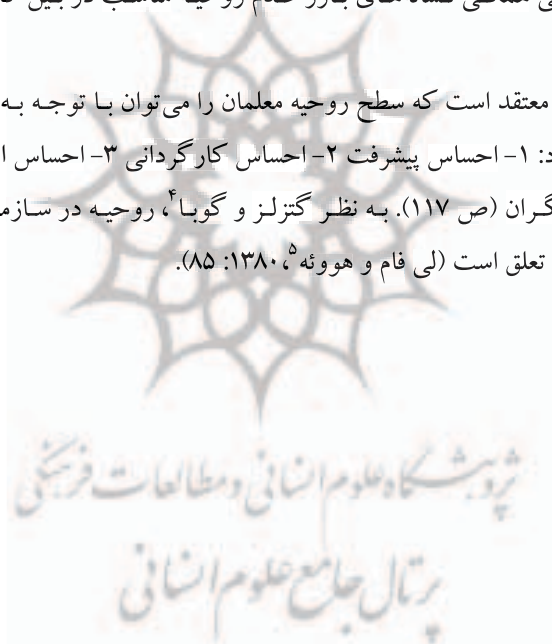 معتقد است که سطح روحیه معلمان را می‌توان با توجه به
د: ۱- احساس پیشرفت ۲- احساس کارگردانی ۳- احساس ا
گران (ص ۱۱۷). به نظر گتزلز و گوبا۴، روحیه در سازم
تعلق است (لی فام و هووئه۵، ۱۳۸۰: ۸۵).
پژوهشگاه علوم انسانی و مطالعات فرهنگی
پرتال جامع علوم انسانی